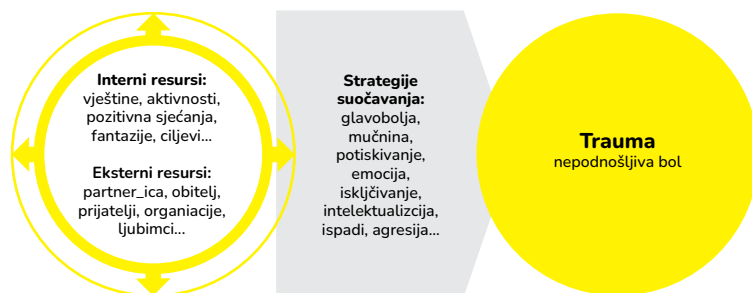 Interni resursi:
vještine, aktivnosti,
pozitivna sjećanja,
fantazije, ciljevi...
Eksterni resursi:
partner_ica, obitelj,
prijatelji, organiacije,
ljubimci...
Strategije
suočavanja:
glavobolja,
mučnina,
potiskivanje,
emocija,
iskljčivanje,
intelektualizcija,
ispadi, agresija...
Trauma
nepodnošljiva bol